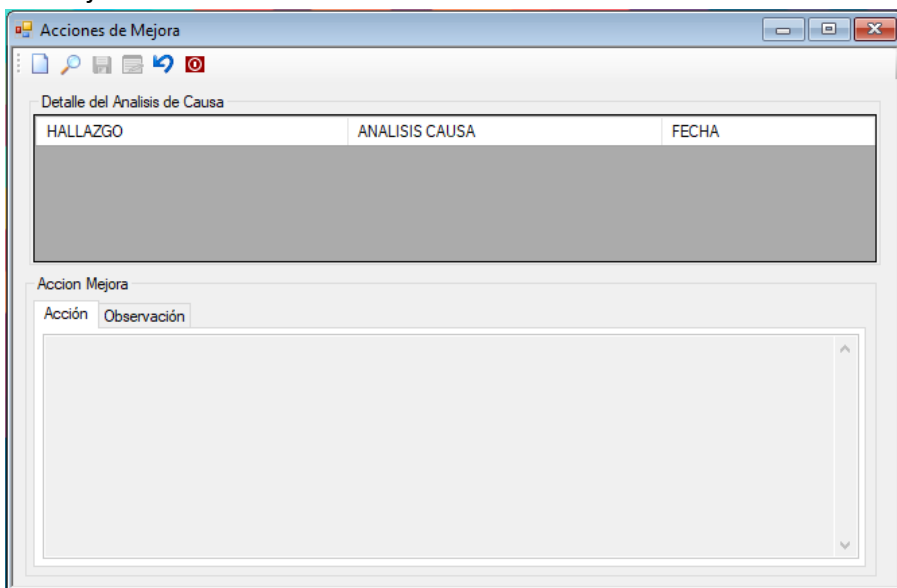 Acciones de Mejora
Detalle del Analisis de Causa
HALLAZGO ANALISIS CAUSA FECHA
Accion Mejora
Acción Observación